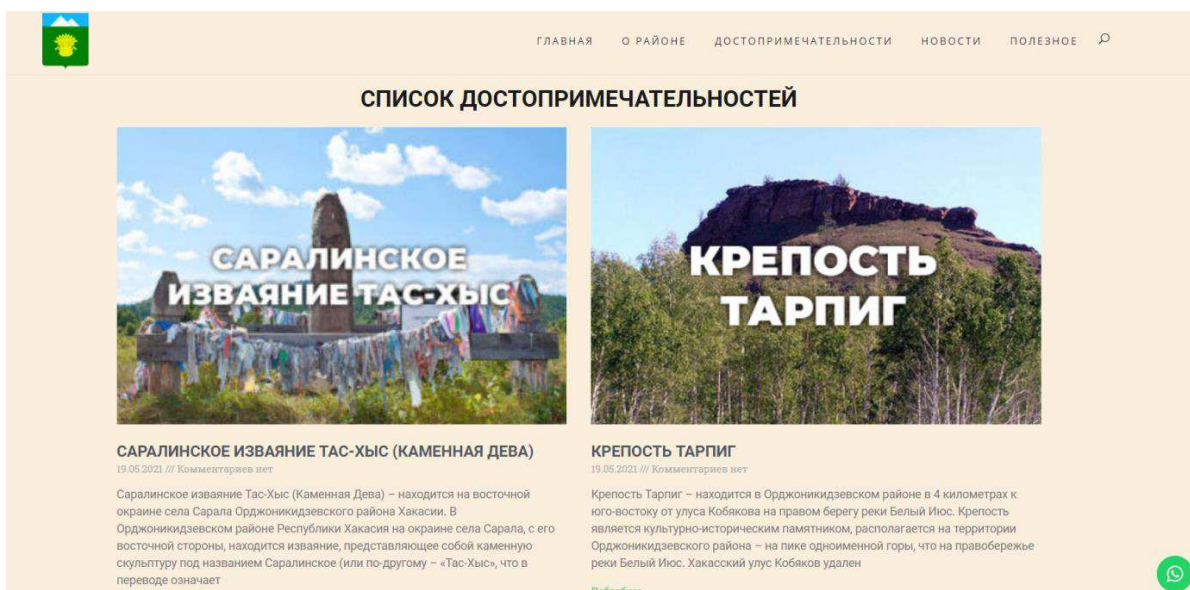 ГЛАВНАЯ О РАЙОНЕ ДОСТОПРИМЕЧАТЕЛЬНОСТИ НОВОСТИ ПОЛЕЗНОЕ
СПИСОК ДОСТОПРИМЕЧАТЕЛЬНОСТЕЙ
САРАЛИНСКОЕ
ИЗВАЯНИЕ ТАС-ХЫС
КРЕПОСТЬ
ТАРПИГ
САРАЛИНСКОЕ ИЗВАЯНИЕ ТАС-ХЫС (КАМЕННАЯ ДЕВА)
19.05.2021 /// Комментариев нет
Саралинское изваяние Тас-Хыс (Каменная Дева) – находится на восточной
окраине села Сарала Орджоникидзевского района Хакасии. В
Орджоникидзевском районе Республики Хакасия на окраине села Сарала, с его
восточной стороны, находится изваяние, представляющее собой каменную
скульптуру под названием Саралинское (или по-другому – «Тас-Хыс», что в
переводе означает
КРЕПОСТЬ ТАРПИГ
19.05.2021 /// Комментариев нет
Крепость Тарпиг – находится в Орджоникидзевском районе в 4 километрах к
юго-востоку от улуса Кобякова на правом берегу реки Белый Июс. Крепость
является культурно-историческим памятником, располагается на территории
Орджоникидзевского района – на пике одноименной горы, что на правобережье
реки Белый Июс. Хакасский улус Кобяков удален